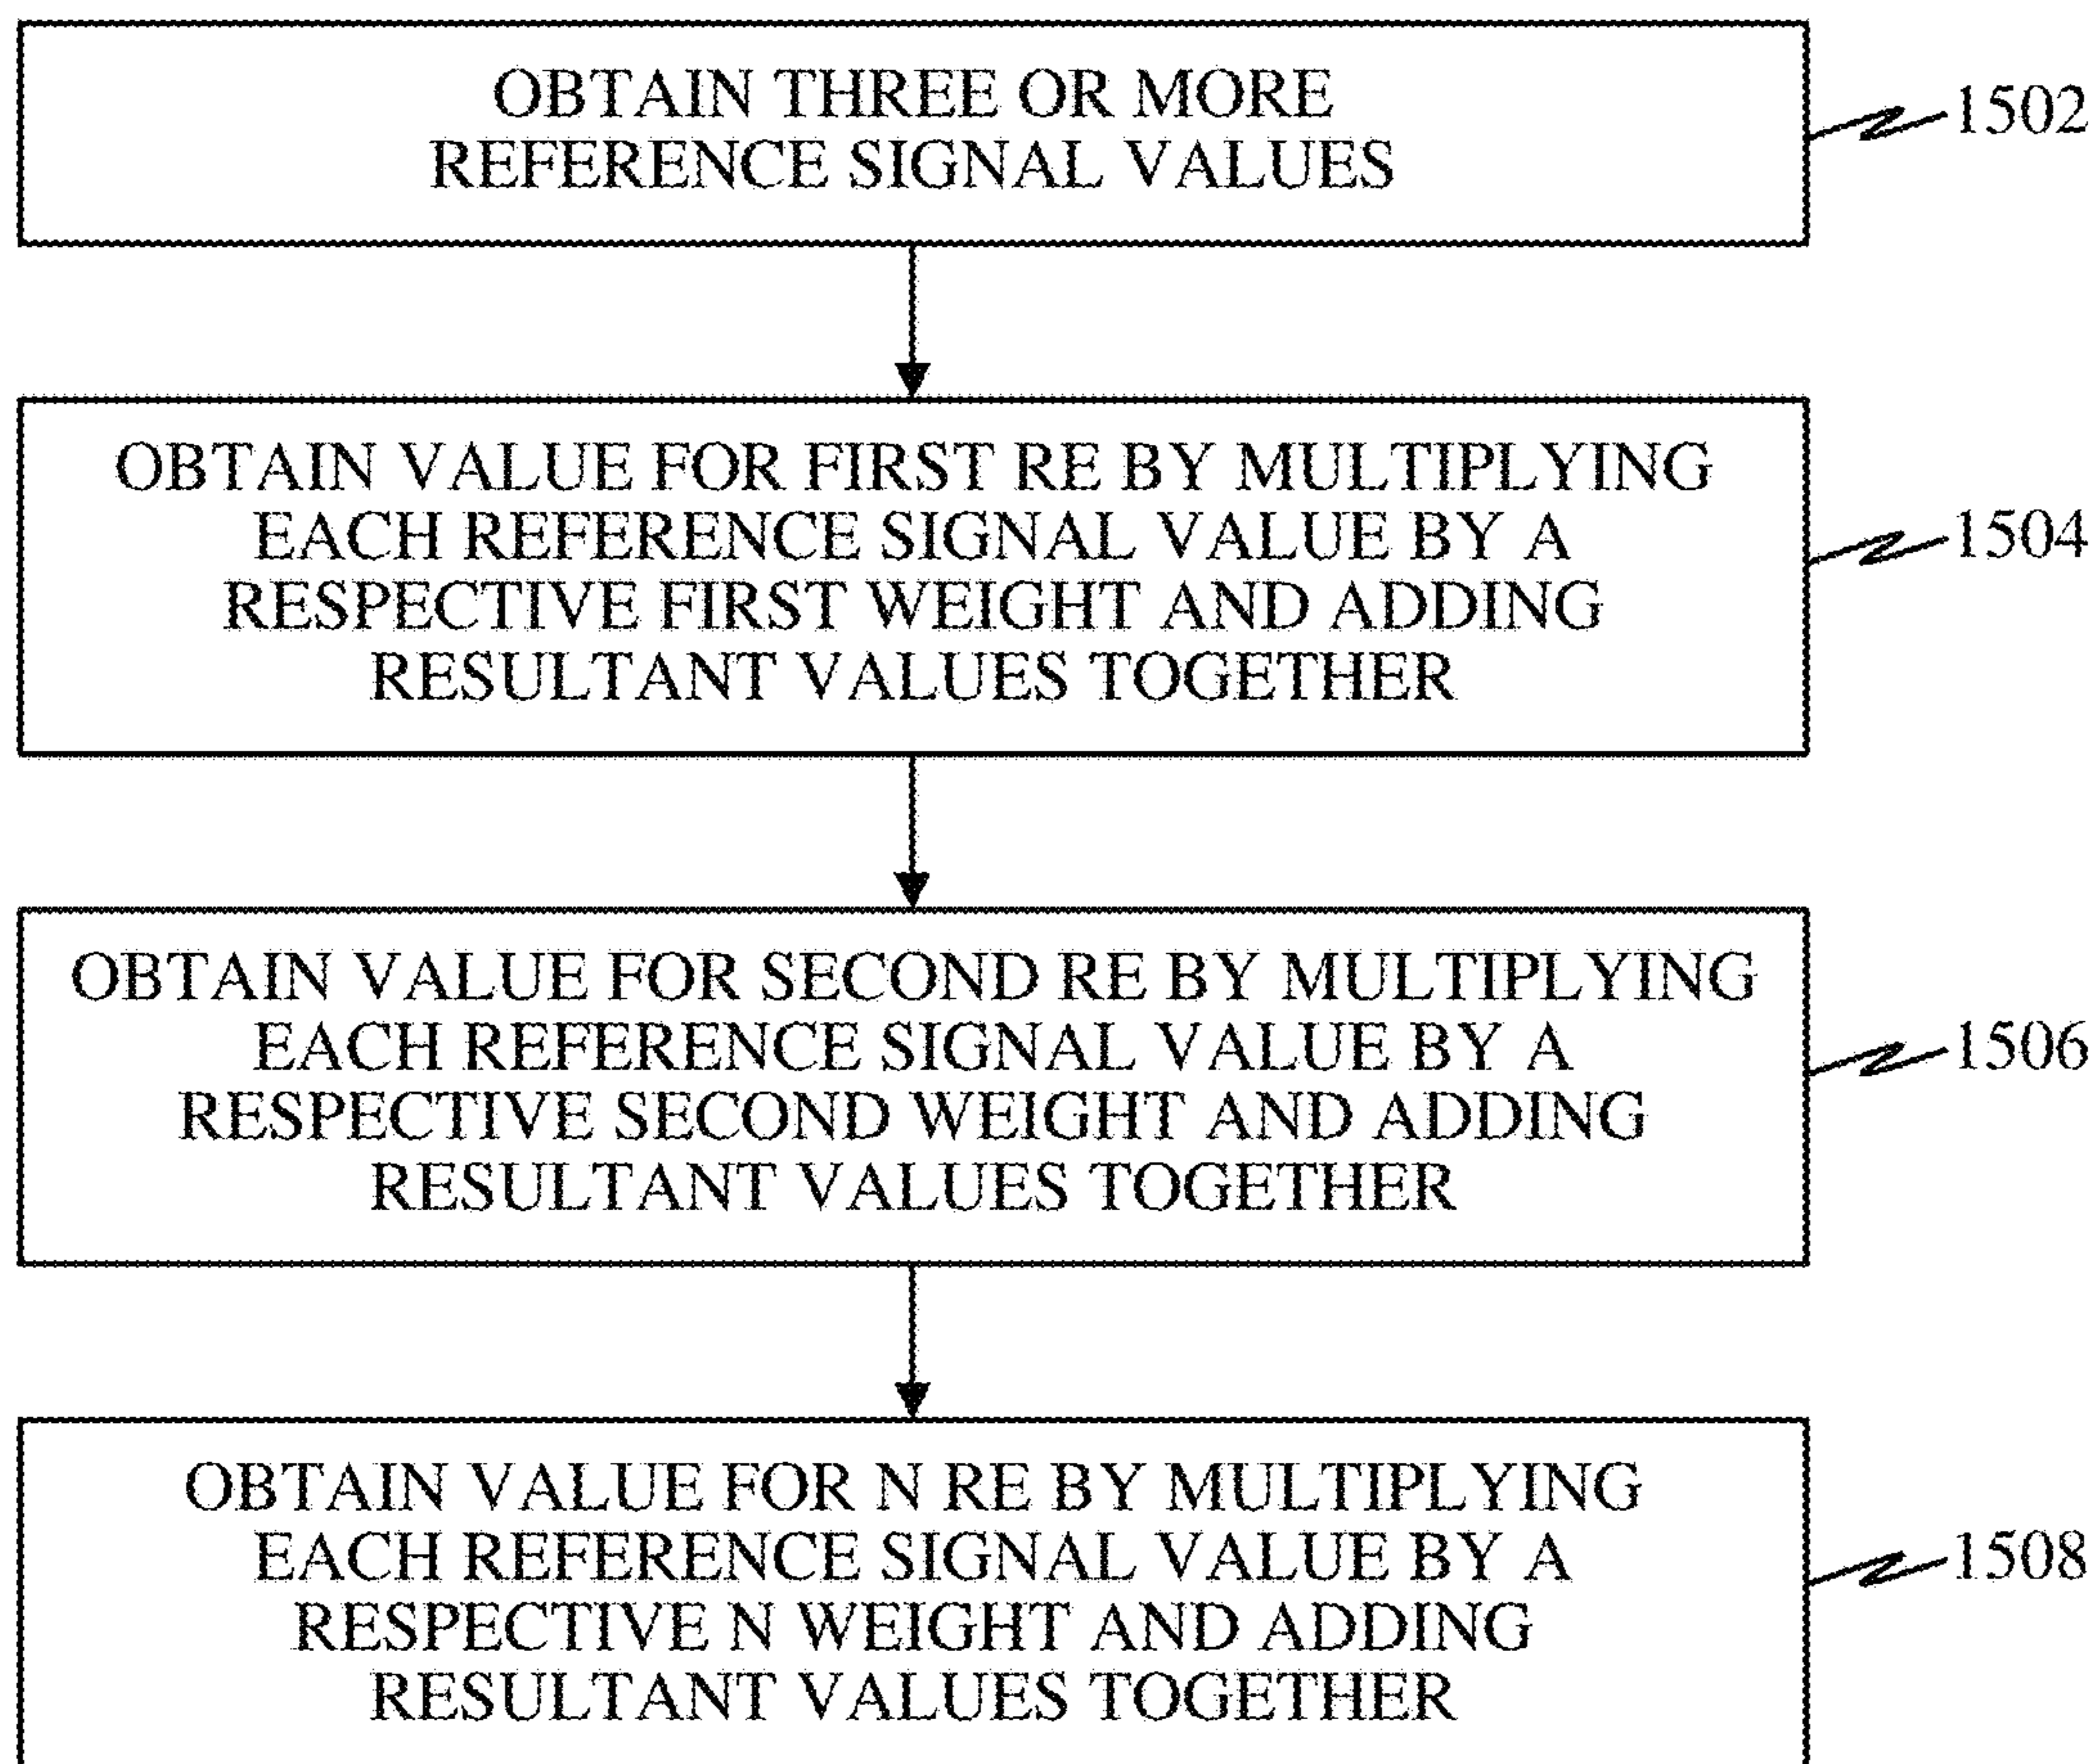 OBTAIN THREE OR MORE
REFERENCE SIGNAL VALUES
1502
OBTAIN VALUE FOR FIRST RE BY MULTIPLYING
EACH REFERENCE SIGNAL VALUE BY A
RESPECTIVE FIRST WEIGHT AND ADDING
RESULTANT VALUES TOGETHER
1504
OBTAIN VALUE FOR SECOND RE BY MULTIPLYING
EACH REFERENCE SIGNAL VALUE BY A
RESPECTIVE SECOND WEIGHT AND ADDING
RESULTANT VALUES TOGETHER
1506
OBTAIN VALUE FOR N RE BY MULTIPLYING
EACH REFERENCE SIGNAL VALUE BY A
RESPECTIVE N WEIGHT AND ADDING
RESULTANT VALUES TOGETHER
1508